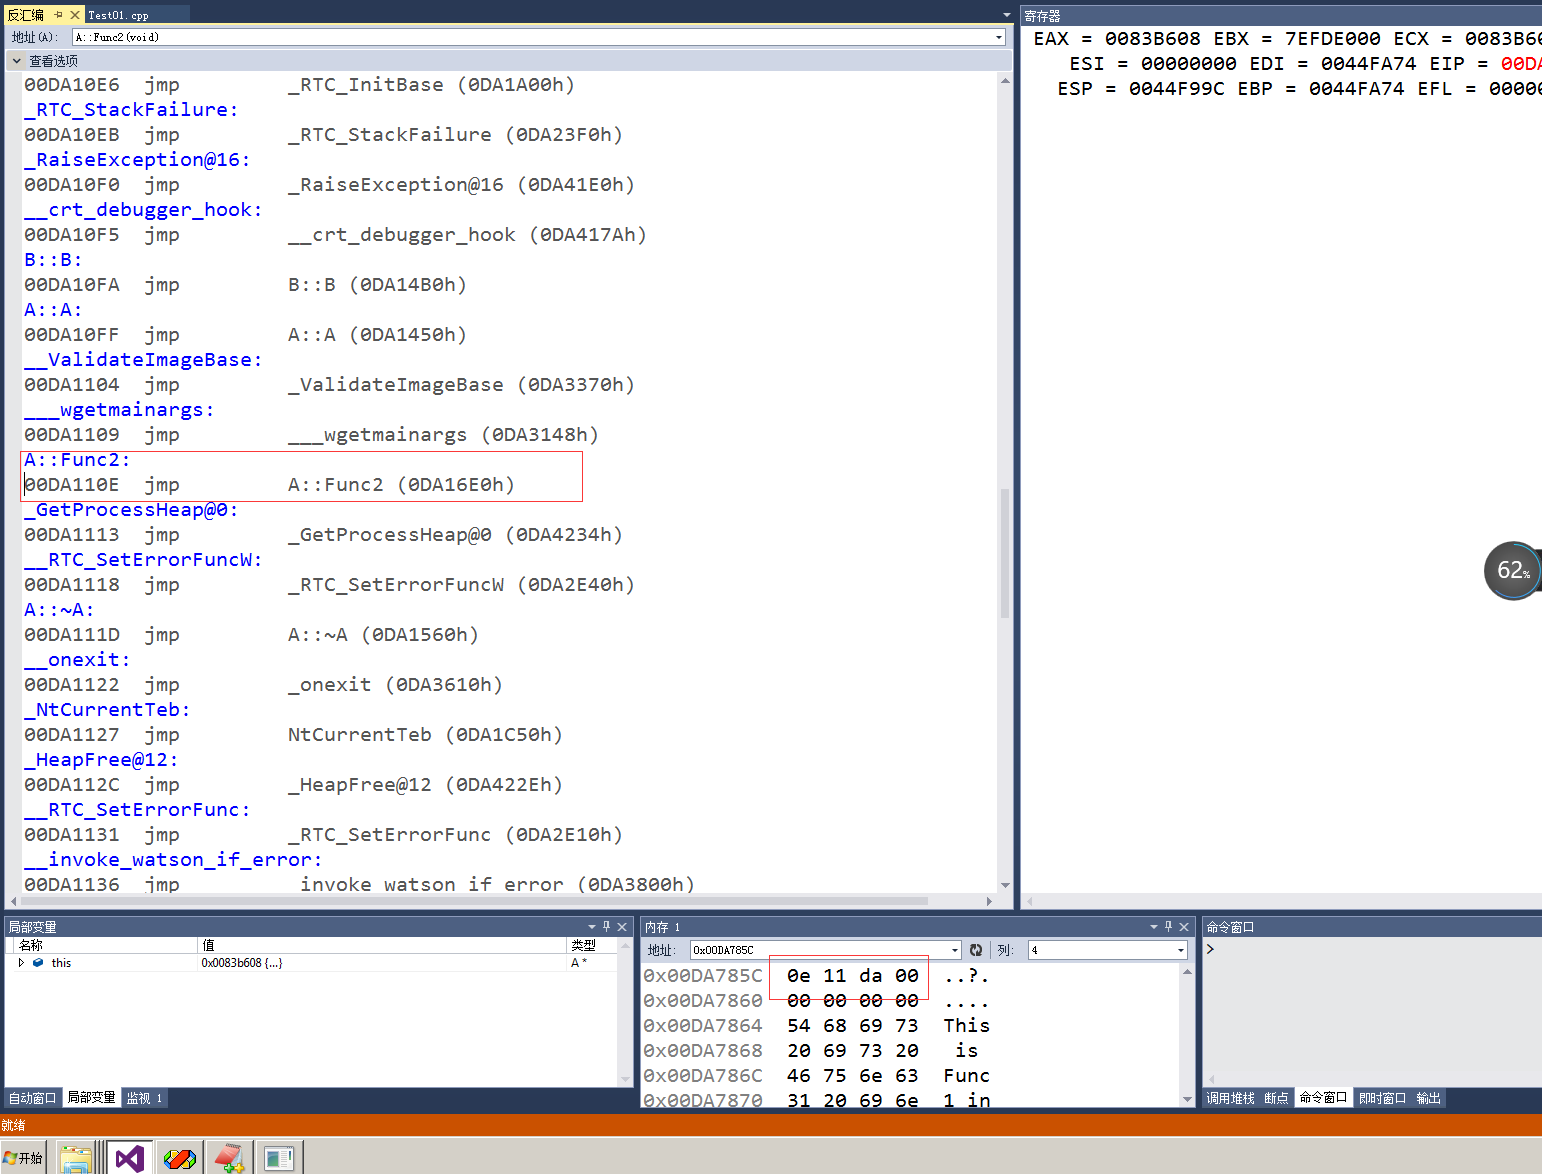 反汇编 Test01.cpp
地址(A): A::Func2(void)
查看选项
00DA10E6 jmp _RTC_InitBase (0DA1A00h)
_RTC_StackFailure:
00DA10EB jmp _RTC_StackFailure (0DA23F0h)
_RaiseException@16:
00DA10F0 jmp _RaiseException@16 (0DA41E0h)
__crt_debugger_hook:
00DA10F5 jmp __crt_debugger_hook (0DA417Ah)
B::B:
00DA10FA jmp B::B (0DA14B0h)
A::A:
00DA10FF jmp A::A (0DA1450h)
__ValidateImageBase:
00DA1104 jmp _ValidateImageBase (0DA3370h)
___wgetmainargs:
00DA1109 jmp ___wgetmainargs (0DA3148h)
A::Func2:
00DA110E jmp A::Func2 (0DA16E0h)
_GetProcessHeap@0:
00DA1113 jmp _GetProcessHeap@0 (0DA4234h)
__RTC_SetErrorFuncW:
00DA1118 jmp _RTC_SetErrorFuncW (0DA2E40h)
A::~A:
00DA111D jmp A::~A (0DA1560h)
__onexit:
00DA1122 jmp _onexit (0DA3610h)
_NtCurrentTeb:
00DA1127 jmp NtCurrentTeb (0DA1C50h)
_HeapFree@12:
00DA112C jmp _HeapFree@12 (0DA422Eh)
__RTC_SetErrorFunc:
00DA1131 jmp _RTC_SetErrorFunc (0DA2E10h)
__invoke_watson_if_error:
00DA1136 jmp invoke watson if error (0DA3800h)
寄存器
EAX = 0083B608 EBX = 7EFDE000 ECX = 0083B60
ESI = 00000000 EDI = 0044FA74 EIP = 00DA
ESP = 0044F99C EBP = 0044FA74 EFL = 00000
62%
局部变量
名称 值 类型
this 0x0083b608 {...} A *
自动窗口 局部变量 监视 1
内存 1
地址: 0x00DA785C 列: 4
0x00DA785C 0e 11 da 00 ..?.
0x00DA7860 00 00 00 00 ....
0x00DA7864 54 68 69 73 This
0x00DA7868 20 69 73 20 is
0x00DA786C 46 75 6e 63 Func
0x00DA7870 31 20 69 6e 1 in
命令窗口
>
调用堆栈 断点 命令窗口 即时窗口 输出
就绪
开始